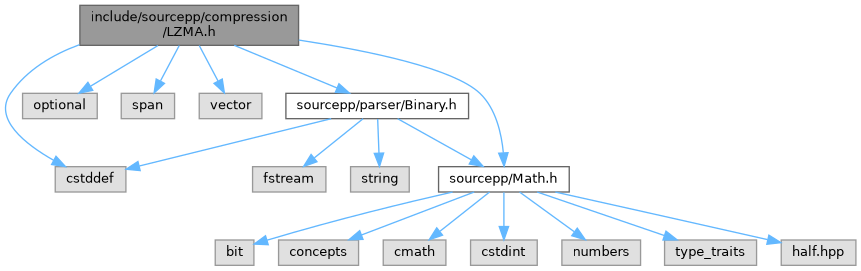 include/sourcepp/compression
/LZMA.h
optional
span
vector
sourcepp/parser/Binary.h
cstddef
fstream
string
sourcepp/Math.h
bit
concepts
cmath
cstdint
numbers
type_traits
half.hpp